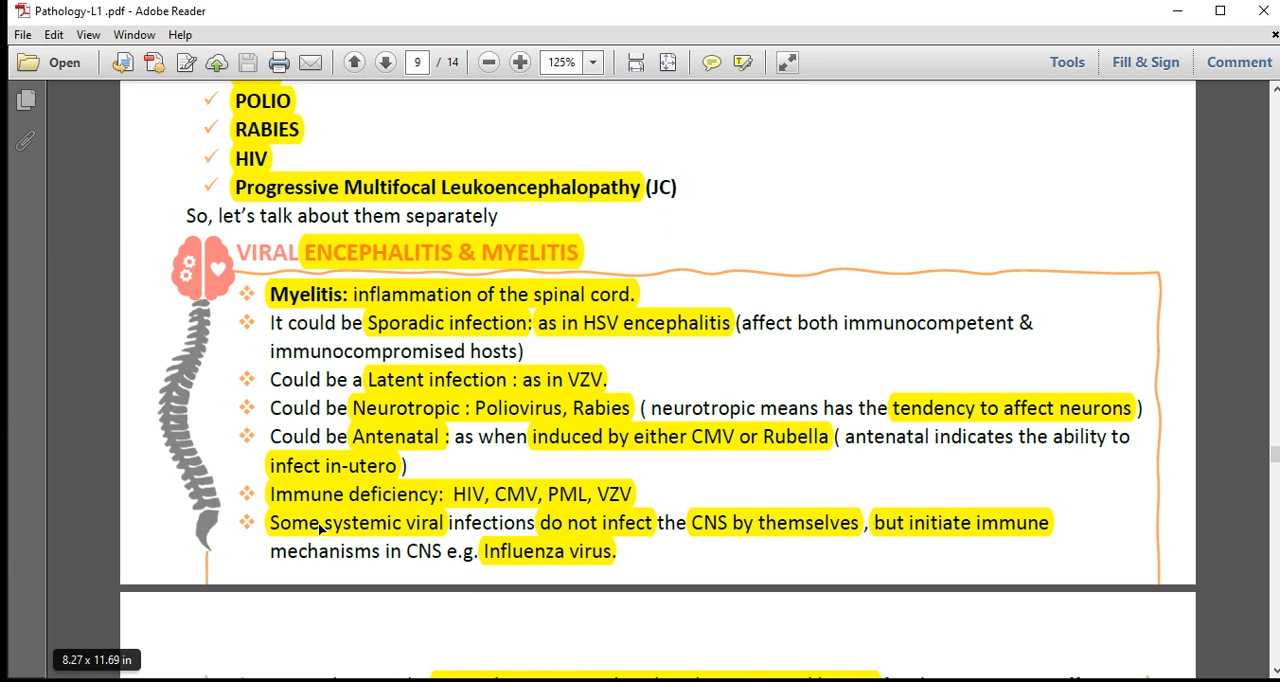 Pathology-L1 .pdf - Adobe Reader
File Edit View Window Help
Open 9 / 14 125% Tools Fill & Sign Comment
POLIO
RABIES
HIV
Progressive Multifocal Leukoencephalopathy (JC)
So, let's talk about them separately
VIRAL ENCEPHALITIS & MYELITIS
Myelitis: inflammation of the spinal cord.
It could be Sporadic infection: as in HSV encephalitis (affect both immunocompetent &
immunocompromised hosts)
Could be a Latent infection : as in VZV.
Could be Neurotropic : Poliovirus, Rabies ( neurotropic means has the tendency to affect neurons )
Could be Antenatal : as when induced by either CMV or Rubella ( antenatal indicates the ability to
infect in-utero )
Immune deficiency: HIV, CMV, PML, VZV
Some systemic viral infections do not infect the CNS by themselves , but initiate immune
mechanisms in CNS e.g. Influenza virus.
8.27 x 11.69 in